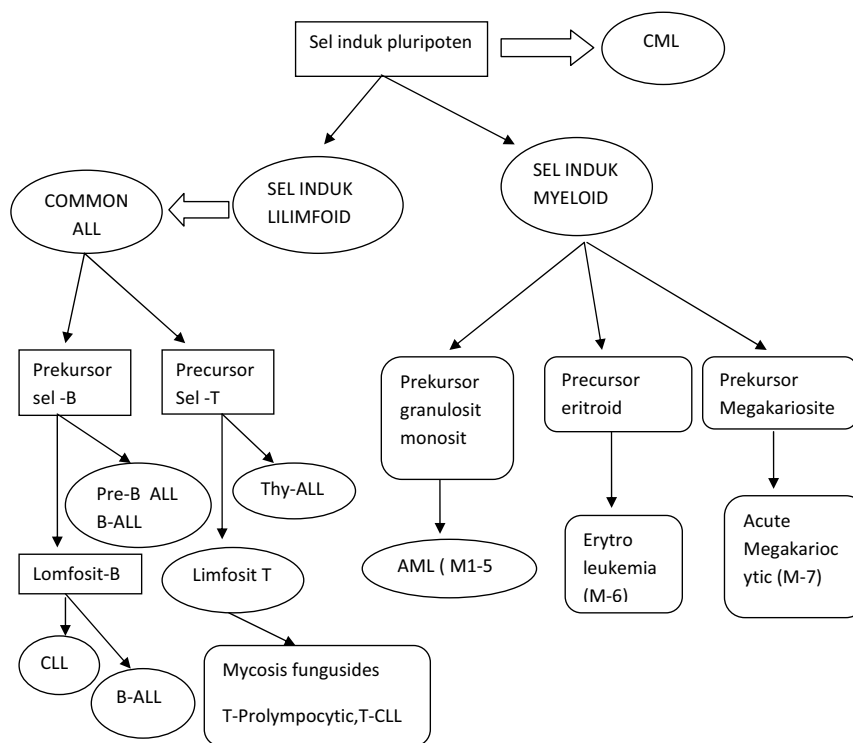 Sel induk pluripoten
CML
SEL INDUK
LILIMFOID
SEL INDUK
MYELOID
COMMON
ALL
Prekursor
sel -B
Precursor
Sel -T
Prekursor
granulosit
monosit
Precursor
eritroid
Prekursor
Megakariosite
Pre-B ALL
B-ALL
Thy-ALL
Lomfosit-B
Limfosit T
AML ( M1-5
Erytro
leukemia
(M-6)
Acute
Megakarioc
ytic (M-7)
CLL
B-ALL
Mycosis fungusides
T-Prolympocytic,T-CLL